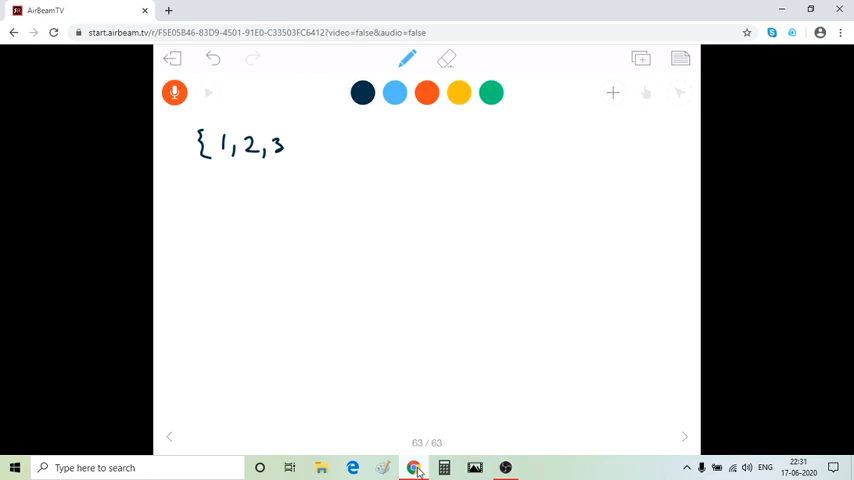 AirBeamTV
start.airbeam.tv/r/F5E05B46-83D9-4501-91E0-C33503FC6412?video=false&audio=false
{ 1, 2, 3
63 / 63
Type here to search
ENG
22:31
17-06-2020